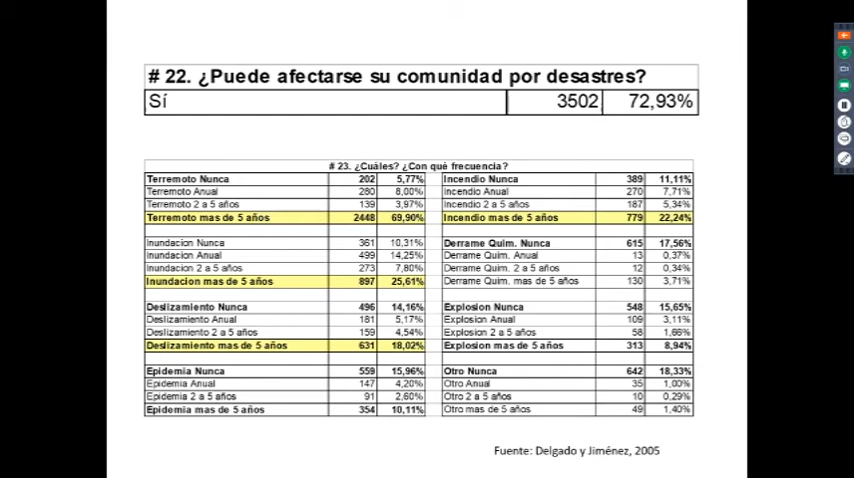 # 22. ¿Puede afectarse su comunidad por desastres?
Sí 3502 72,93%
# 23. ¿Cuáles? ¿Con qué frecuencia?
Terremoto Nunca 202 5,77% Incendio Nunca 389 11,11%
Terremoto Anual 280 8,00% Incendio Anual 270 7,71%
Terremoto 2 a 5 años 139 3,97% Incendio 2 a 5 años 187 5,34%
Terremoto mas de 5 años 2448 69,90% Incendio mas de 5 años 779 22,24%
Inundacion Nunca 361 10,31% Derrame Quim. Nunca 615 17,56%
Inundacion Anual 499 14,25% Derrame Quim. Anual 13 0,37%
Inundacion 2 a 5 años 273 7,80% Derrame Quim. 2 a 5 años 12 0,34%
Inundacion mas de 5 años 897 25,61% Derrame Quim. mas de 5 años 130 3,71%
Deslizamiento Nunca 496 14,16% Explosion Nunca 548 15,65%
Deslizamiento Anual 181 5,17% Explosion Anual 109 3,11%
Deslizamiento 2 a 5 años 159 4,54% Explosion 2 a 5 años 58 1,66%
Deslizamiento mas de 5 años 631 18,02% Explosion mas de 5 años 313 8,94%
Epidemia Nunca 559 15,96% Otro Nunca 642 18,33%
Epidemia Anual 147 4,20% Otro Anual 35 1,00%
Epidemia 2 a 5 años 91 2,60% Otro 2 a 5 años 10 0,29%
Epidemia mas de 5 años 354 10,11% Otro mas de 5 años 49 1,40%
Fuente: Delgado y Jiménez, 2005